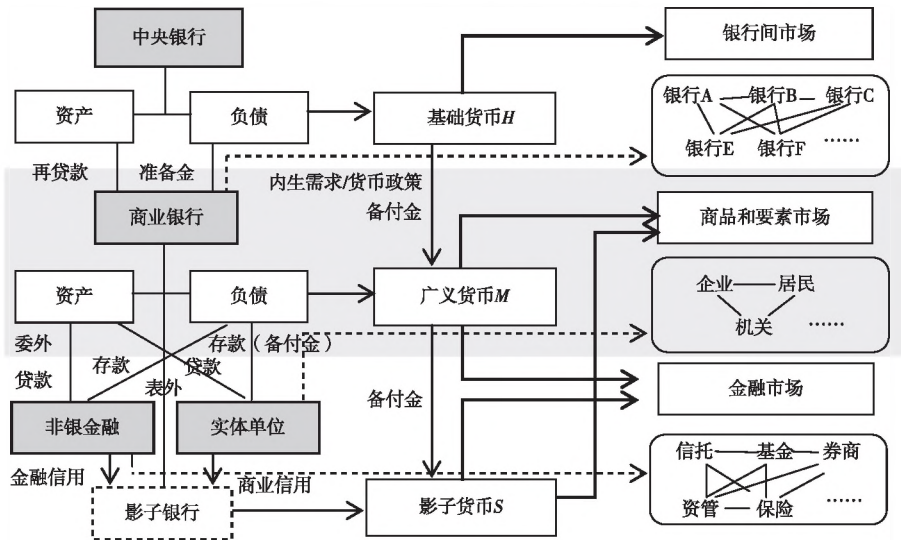 中央银行
银行间市场
资产
负债
基础货币H
银行A
银行B
银行C
银行E
银行F
……
再贷款
准备金
内生需求/货币政策
备付金
商业银行
商品和要素市场
资产
负债
广义货币M
企业
居民
机关
……
委外
贷款
存款
表外
贷款
存款（备付金）
备付金
金融市场
非银金融
实体单位
信托
基金
券商
资管
保险
……
金融信用
商业信用
影子银行
影子货币S